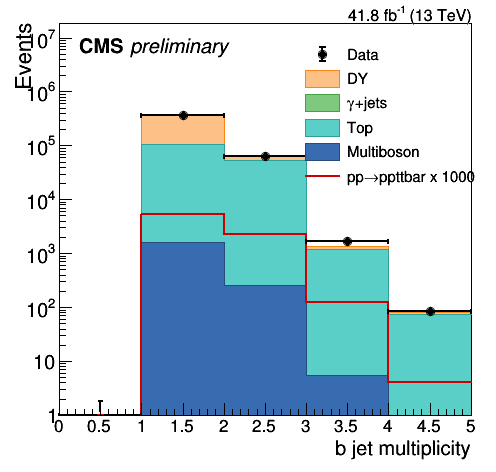 41.8 fb⁻¹ (13 TeV)
Events
CMS preliminary
Data
DY
γ+jets
Top
Multiboson
pp→ppttbar x 1000
10⁷
10⁶
10⁵
10⁴
10³
10²
10
1
0 0.5 1 1.5 2 2.5 3 3.5 4 4.5 5
b jet multiplicity